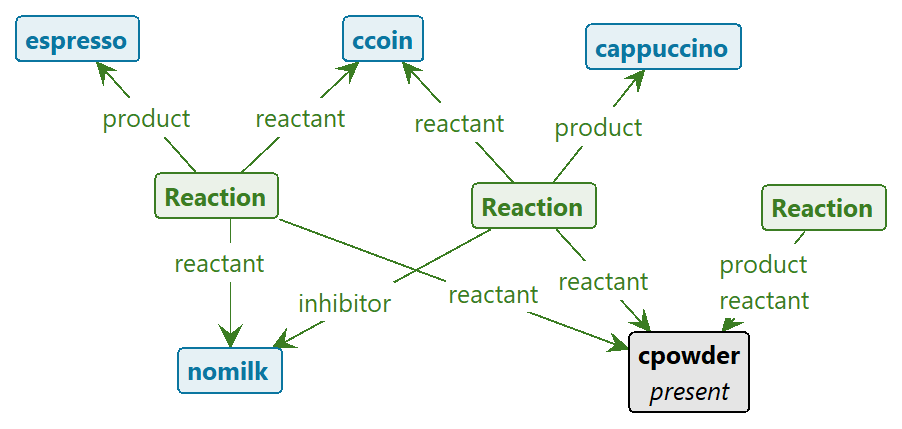 espresso
ccoin
cappuccino
product
reactant
reactant
product
Reaction
Reaction
Reaction
reactant
inhibitor
reactant
reactant
product
reactant
nomilk
cpowder
present